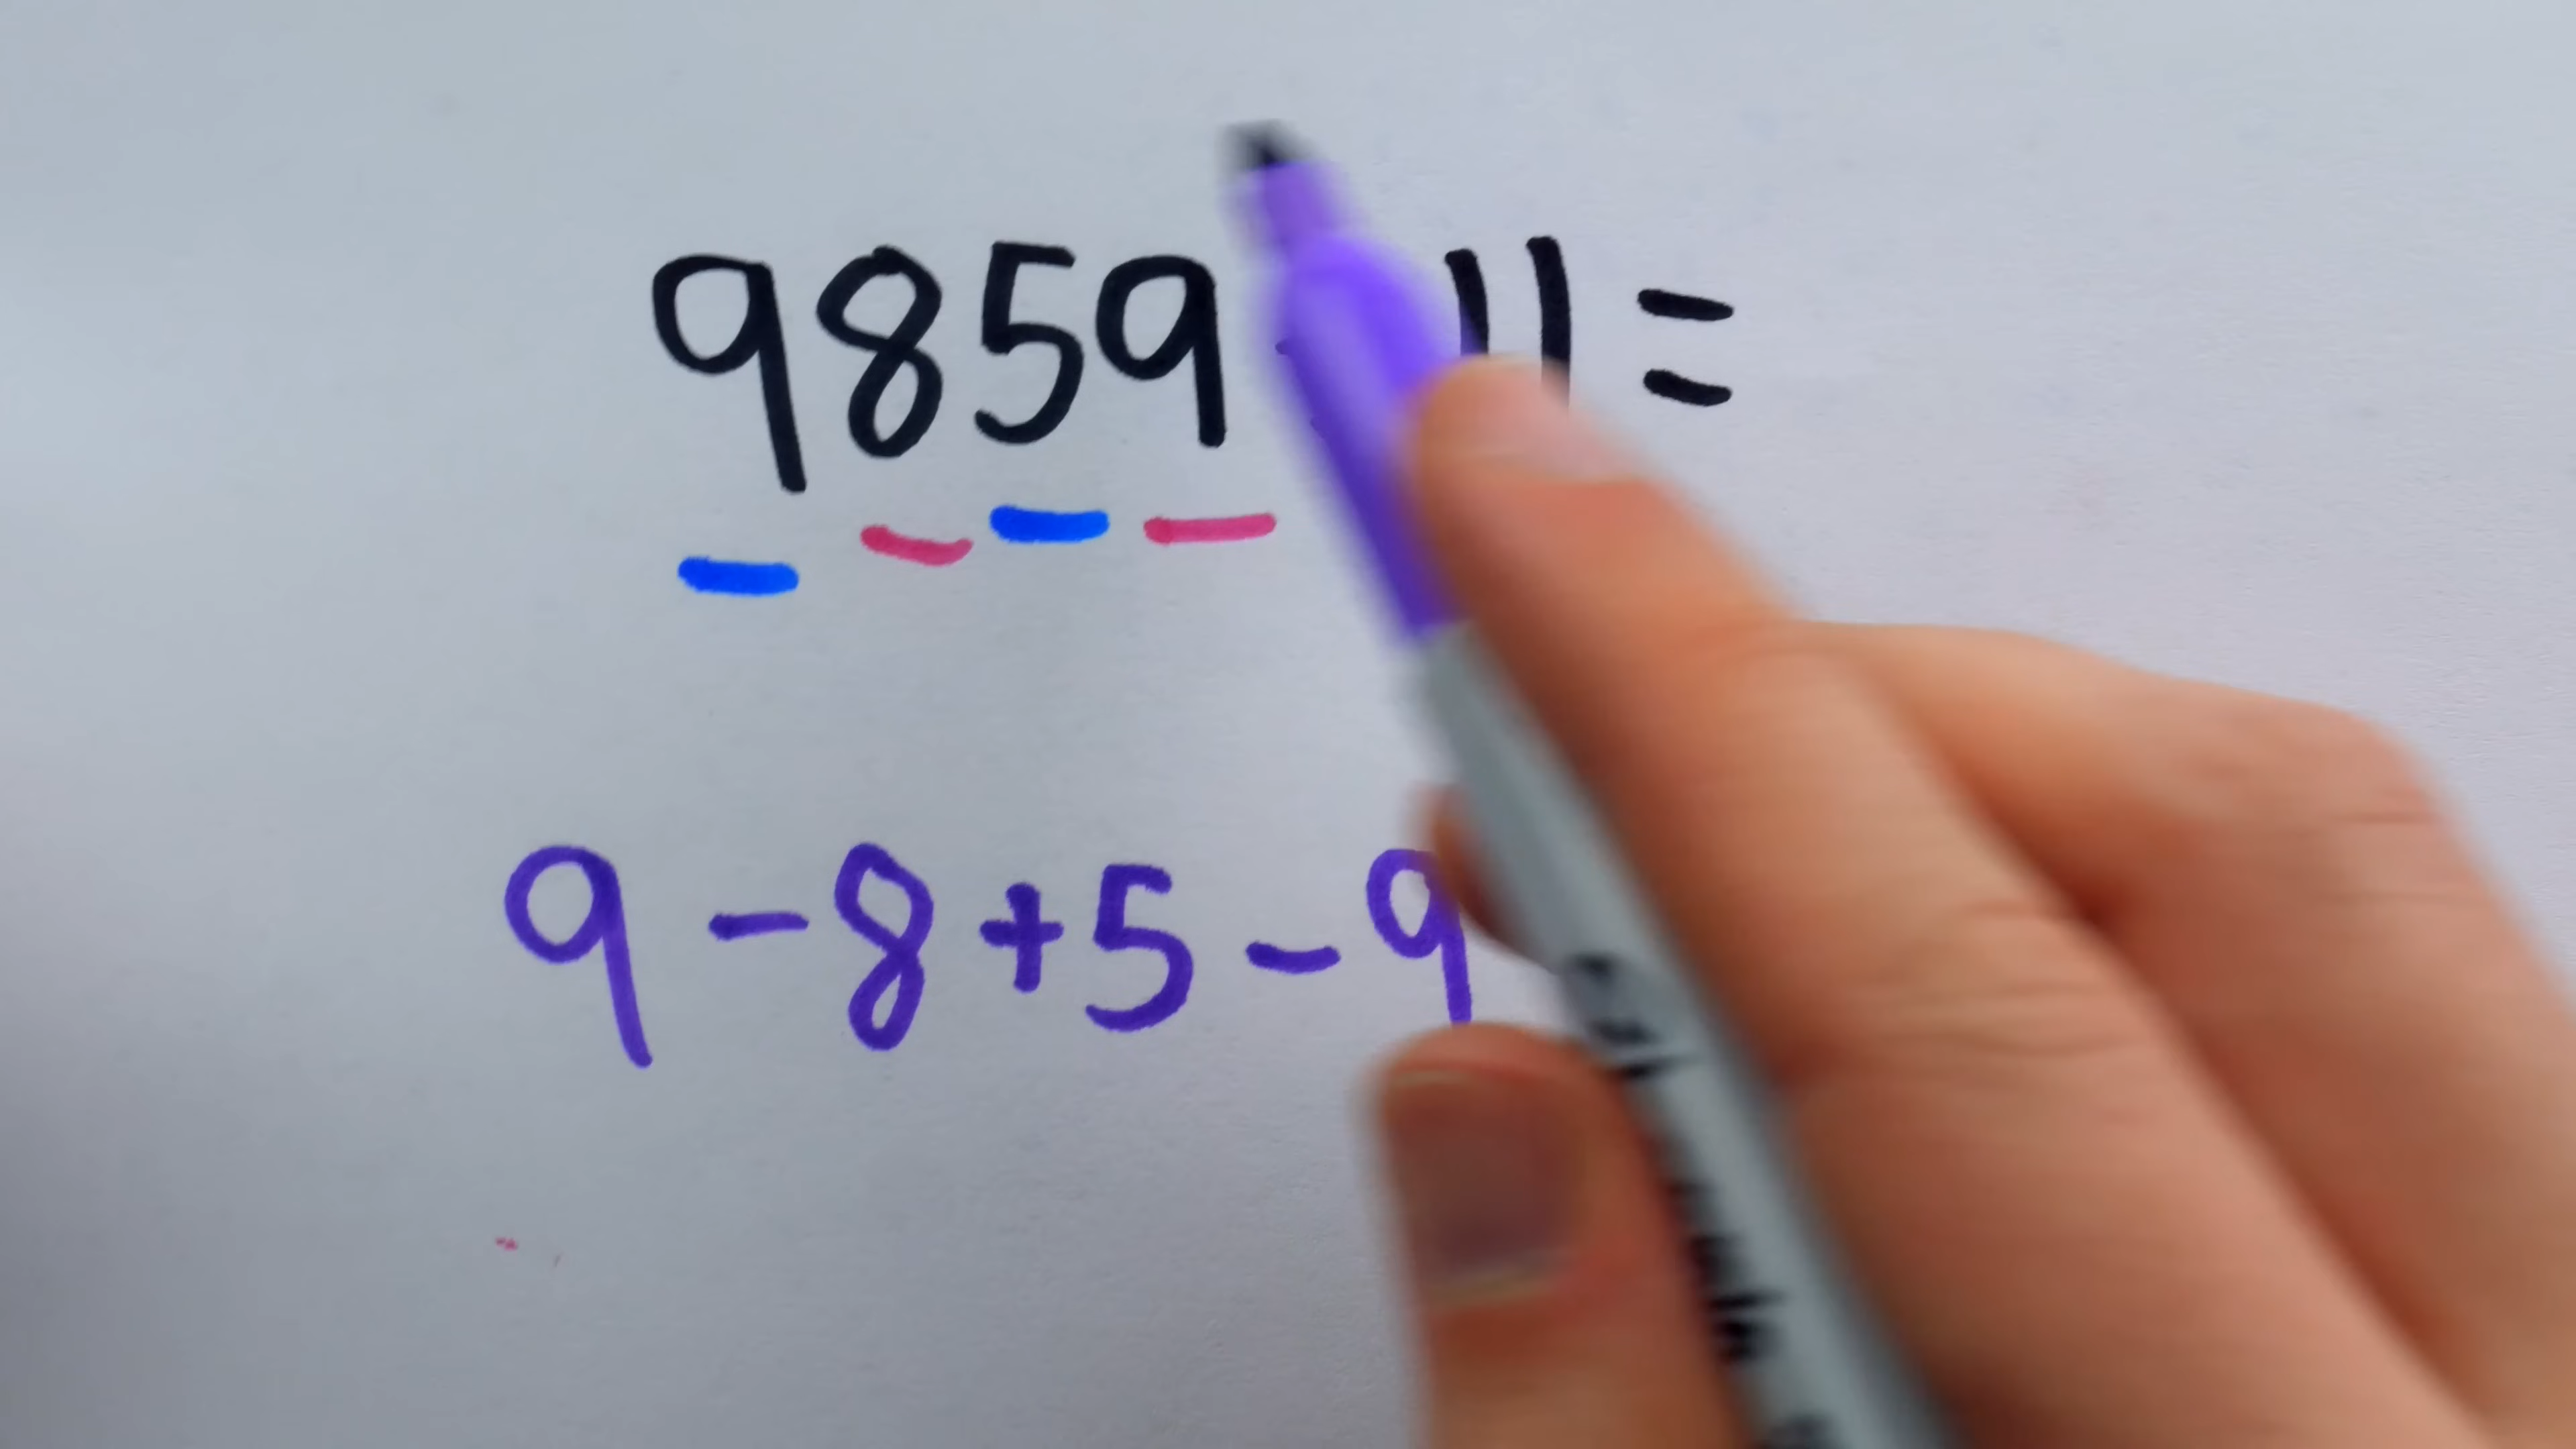 9859 ÷ 11 =
9 - 8 + 5 - 9